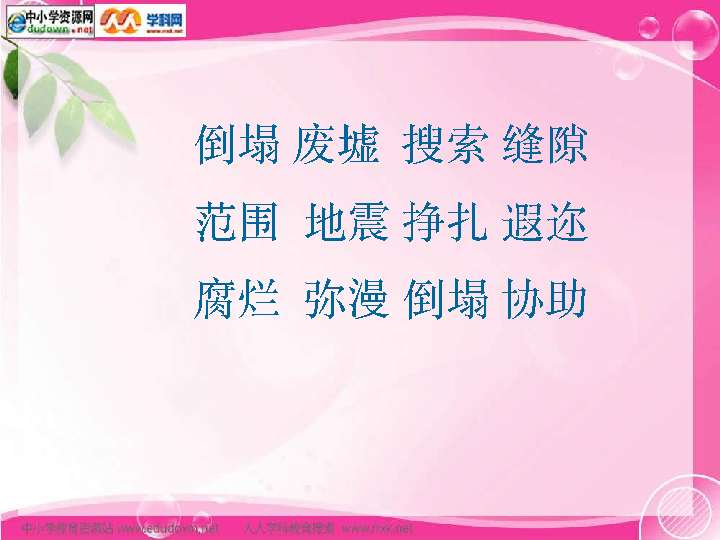 中小学资源网 学科网
dudown.net www.nxk.net
倒塌 废墟 搜索 缝隙
范围 地震 挣扎 遐迩
腐烂 弥漫 倒塌 协助
中小学教育资源站 www.edudown.net 人人学科教育搜索 www.nxk.net